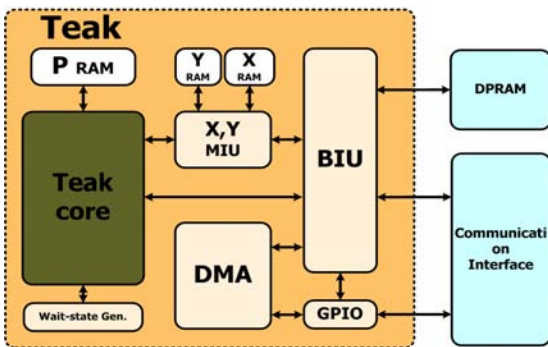 Teak
P RAM
Y
RAM
X
RAM
X,Y
MIU
BIU
DPRAM
Teak
core
DMA
Communicati
on
Interface
Wait-state Gen.
GPIO